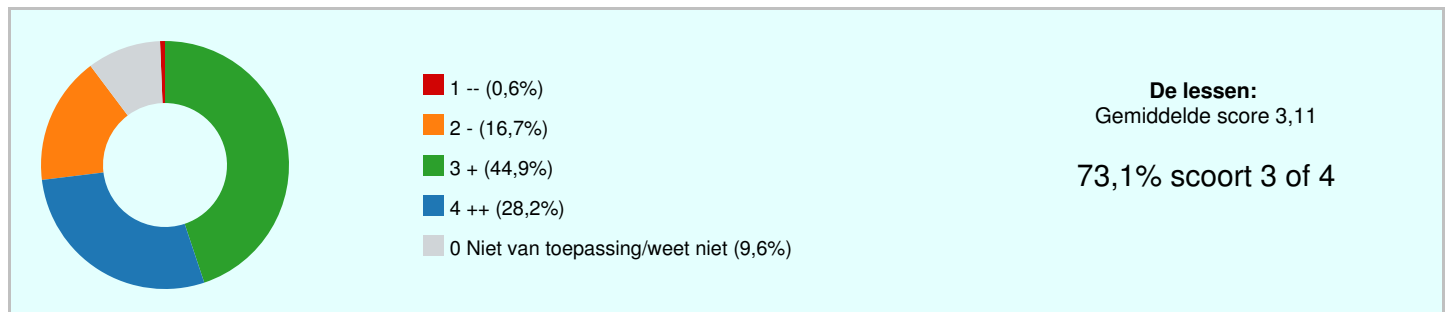 1 -- (0,6%)
2 - (16,7%)
3 + (44,9%)
4 ++ (28,2%)
0 Niet van toepassing/weet niet (9,6%)
De lessen:
Gemiddelde score 3,11
73,1% scoort 3 of 4